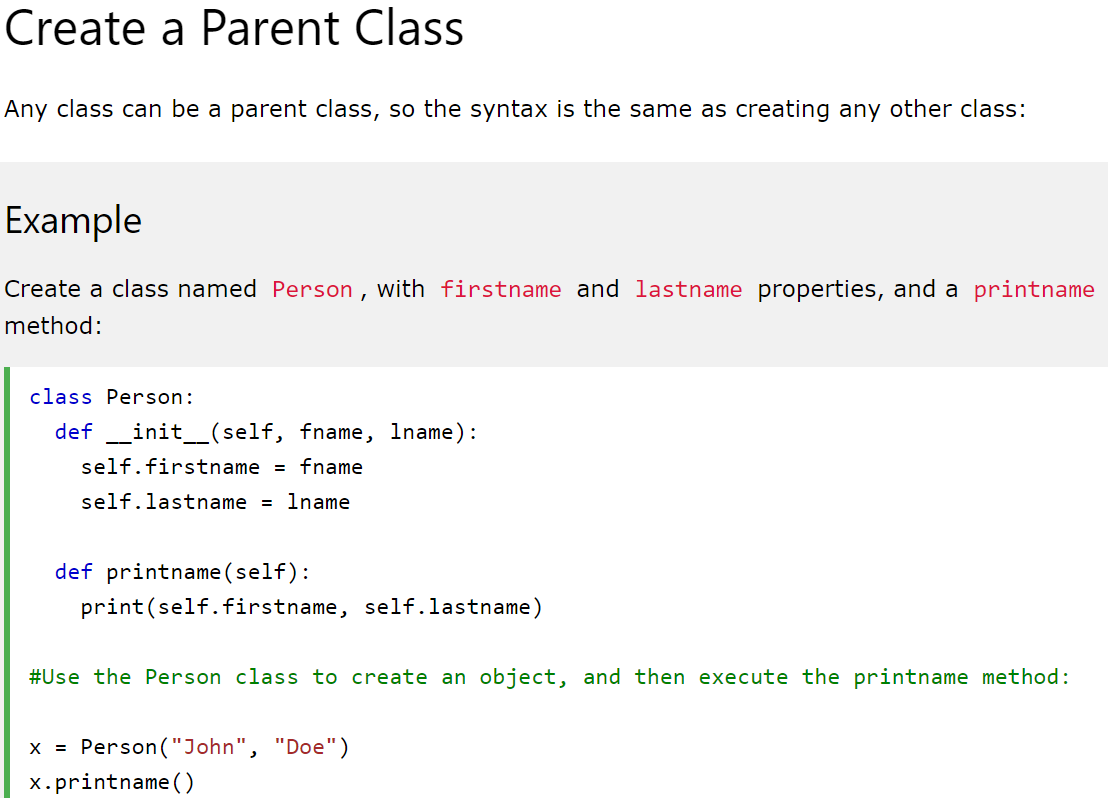 Create a Parent Class
Any class can be a parent class, so the syntax is the same as creating any other class:
Example
Create a class named Person , with firstname and lastname properties, and a printname
method:
class Person:
  def __init__(self, fname, lname):
    self.firstname = fname
    self.lastname = lname

  def printname(self):
    print(self.firstname, self.lastname)

#Use the Person class to create an object, and then execute the printname method:

x = Person("John", "Doe")
x.printname()